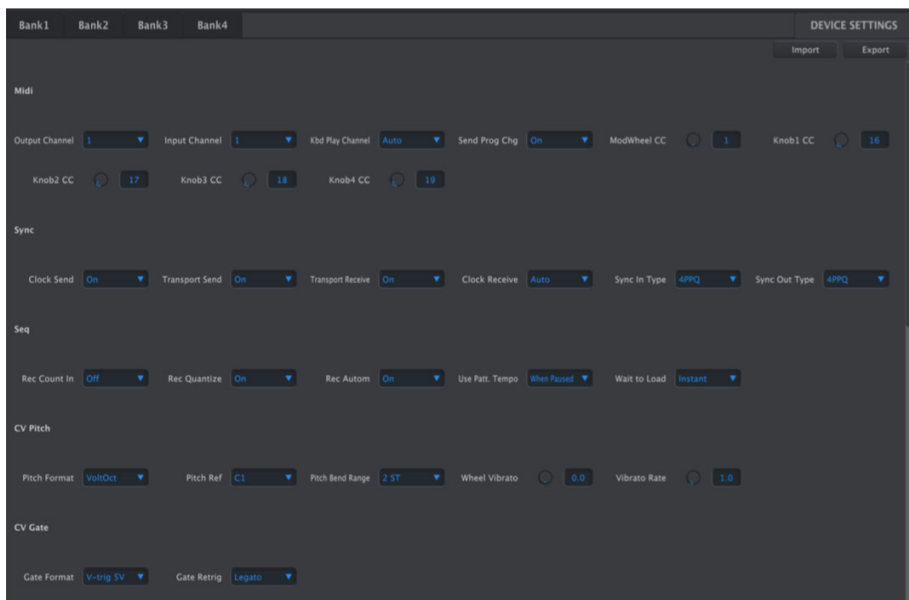 Bank1 Bank2 Bank3 Bank4 DEVICE SETTINGS
Import Export
Midi
Output Channel 1 Input Channel 1 Kbd Play Channel Auto Send Prog Chg On ModWheel CC 1 Knob1 CC 16
Knob2 CC 17 Knob3 CC 18 Knob4 CC 19
Sync
Clock Send On Transport Send On Transport Receive On Clock Receive Auto Sync In Type 4PPQ Sync Out Type 4PPQ
Seq
Rec Count In Off Rec Quantize On Rec Autom On Use Patt. Tempo When Paused Wait to Load Instant
CV Pitch
Pitch Format VoltOct Pitch Ref C1 Pitch Bend Range 2 ST Wheel Vibrato 0.0 Vibrato Rate 1.0
CV Gate
Gate Format V-trig 5V Gate Retrig Legato